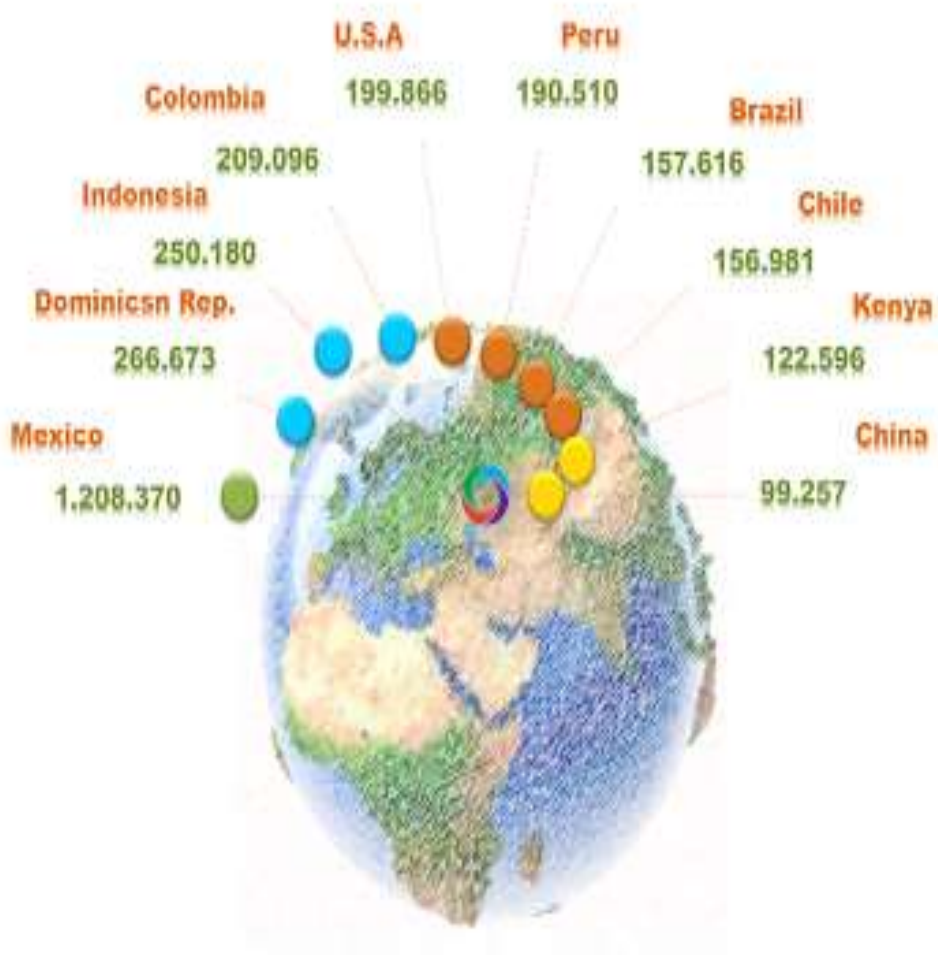 U.S.A
199.866
Peru
190.510
Colombia
209.096
Brazil
157.616
Indonesia
250.180
Chile
156.981
Dominicsn Rep.
266.673
Kenya
122.596
Mexico
1.208.370
China
99.257